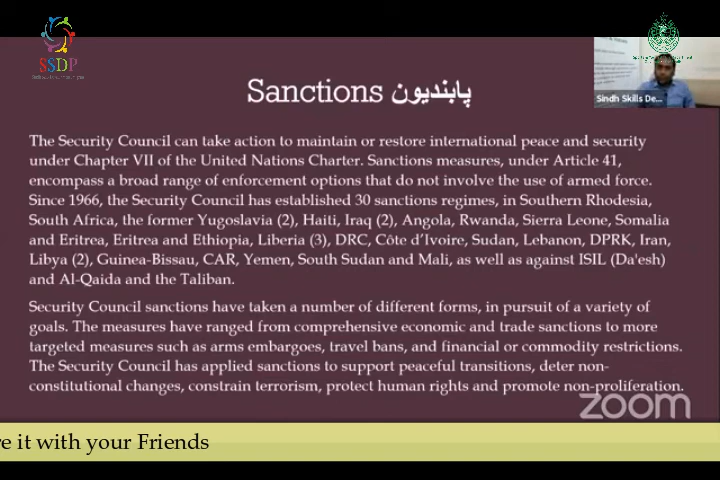 SSDP
Sindh Skills De...
Sanctions پابنديون
The Security Council can take action to maintain or restore international peace and security
under Chapter VII of the United Nations Charter. Sanctions measures, under Article 41,
encompass a broad range of enforcement options that do not involve the use of armed force.
Since 1966, the Security Council has established 30 sanctions regimes, in Southern Rhodesia,
South Africa, the former Yugoslavia (2), Haiti, Iraq (2), Angola, Rwanda, Sierra Leone, Somalia
and Eritrea, Eritrea and Ethiopia, Liberia (3), DRC, Côte d'Ivoire, Sudan, Lebanon, DPRK, Iran,
Libya (2), Guinea-Bissau, CAR, Yemen, South Sudan and Mali, as well as against ISIL (Da'esh)
and Al-Qaida and the Taliban.
Security Council sanctions have taken a number of different forms, in pursuit of a variety of
goals. The measures have ranged from comprehensive economic and trade sanctions to more
targeted measures such as arms embargoes, travel bans, and financial or commodity restrictions.
The Security Council has applied sanctions to support peaceful transitions, deter non-
constitutional changes, constrain terrorism, protect human rights and promote non-proliferation.
zoom
re it with your Friends